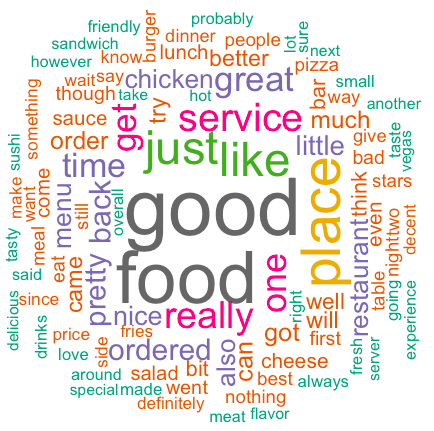 friendly
probably
sandwich
burger
dinner
people
lot
sure
next
however
know
lunch
better
pizza
something
wait
say
chicken
great
bar
small
though
take
hot
try
way
another
sauce
get
service
much
give
taste
vegas
order
just
like
little
bad
sushi
make
want
come
time
think
stars
tasty
meal
menu
still
back
overall
good
place
restaurant
even
night
two
decent
said
eat
came
pretty
food
one
right
table
going
experience
since
delicious
drinks
price
nice
really
well
will
fresh
server
love
side
fries
ordered
also
can
got
first
around
salad
bit
cheese
always
special
made
went
best
nothing
definitely
meat
flavor